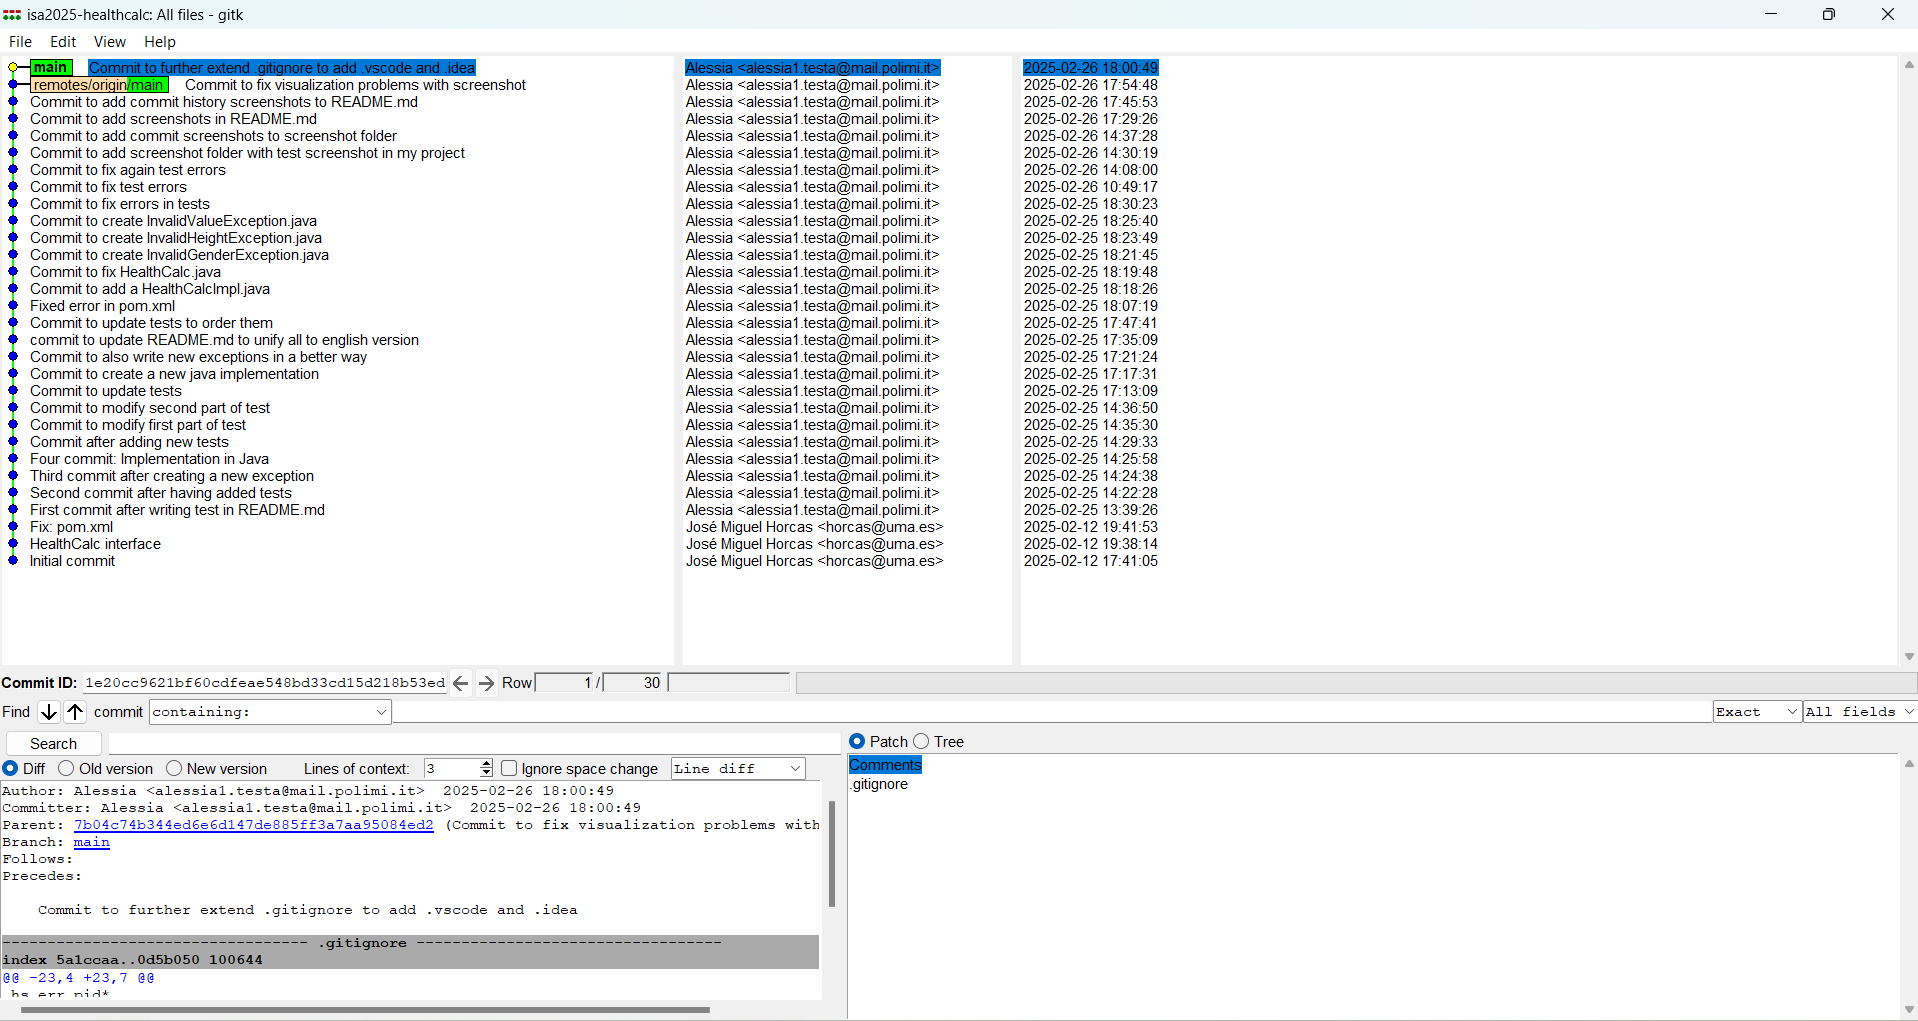 isa2025-healthcalc: All files - gitk
File Edit View Help
main Commit to further extend .gitignore to add .vscode and .idea Alessia <alessia1.testa@mail.polimi.it> 2025-02-26 18:00:49
remotes/origin/main Commit to fix visualization problems with screenshot Alessia <alessia1.testa@mail.polimi.it> 2025-02-26 17:54:48
Commit to add commit history screenshots to README.md Alessia <alessia1.testa@mail.polimi.it> 2025-02-26 17:45:53
Commit to add screenshots in README.md Alessia <alessia1.testa@mail.polimi.it> 2025-02-26 17:29:26
Commit to add commit screenshots to screenshot folder Alessia <alessia1.testa@mail.polimi.it> 2025-02-26 14:37:28
Commit to add screenshot folder with test screenshot in my project Alessia <alessia1.testa@mail.polimi.it> 2025-02-26 14:30:19
Commit to fix again test errors Alessia <alessia1.testa@mail.polimi.it> 2025-02-26 14:08:00
Commit to fix test errors Alessia <alessia1.testa@mail.polimi.it> 2025-02-26 10:49:17
Commit to fix errors in tests Alessia <alessia1.testa@mail.polimi.it> 2025-02-25 18:30:23
Commit to create InvalidValueException.java Alessia <alessia1.testa@mail.polimi.it> 2025-02-25 18:25:40
Commit to create InvalidHeightException.java Alessia <alessia1.testa@mail.polimi.it> 2025-02-25 18:23:49
Commit to create InvalidGenderException.java Alessia <alessia1.testa@mail.polimi.it> 2025-02-25 18:21:45
Commit to fix HealthCalc.java Alessia <alessia1.testa@mail.polimi.it> 2025-02-25 18:19:48
Commit to add a HealthCalcImpl.java Alessia <alessia1.testa@mail.polimi.it> 2025-02-25 18:18:26
Fixed error in pom.xml Alessia <alessia1.testa@mail.polimi.it> 2025-02-25 18:07:19
Commit to update tests to order them Alessia <alessia1.testa@mail.polimi.it> 2025-02-25 17:47:41
commit to update README.md to unify all to english version Alessia <alessia1.testa@mail.polimi.it> 2025-02-25 17:35:09
Commit to also write new exceptions in a better way Alessia <alessia1.testa@mail.polimi.it> 2025-02-25 17:21:24
Commit to create a new java implementation Alessia <alessia1.testa@mail.polimi.it> 2025-02-25 17:17:31
Commit to update tests Alessia <alessia1.testa@mail.polimi.it> 2025-02-25 17:13:09
Commit to modify second part of test Alessia <alessia1.testa@mail.polimi.it> 2025-02-25 14:36:50
Commit to modify first part of test Alessia <alessia1.testa@mail.polimi.it> 2025-02-25 14:35:30
Commit after adding new tests Alessia <alessia1.testa@mail.polimi.it> 2025-02-25 14:29:33
Four commit: Implementation in Java Alessia <alessia1.testa@mail.polimi.it> 2025-02-25 14:25:58
Third commit after creating a new exception Alessia <alessia1.testa@mail.polimi.it> 2025-02-25 14:24:38
Second commit after having added tests Alessia <alessia1.testa@mail.polimi.it> 2025-02-25 14:22:28
First commit after writing test in README.md Alessia <alessia1.testa@mail.polimi.it> 2025-02-25 13:39:26
Fix: pom.xml José Miguel Horcas <horcas@uma.es> 2025-02-12 19:41:53
HealthCalc interface José Miguel Horcas <horcas@uma.es> 2025-02-12 19:38:14
Initial commit José Miguel Horcas <horcas@uma.es> 2025-02-12 17:41:05
Commit ID: 1e20cc9621bf60cdfeae548bd33cd15d218b53ed Row 1 / 30
Find commit containing: Exact All fields
Search
Patch Tree
Diff Old version New version Lines of context: 3 Ignore space change Line diff
Comments
.gitignore
Author: Alessia <alessia1.testa@mail.polimi.it> 2025-02-26 18:00:49
Committer: Alessia <alessia1.testa@mail.polimi.it> 2025-02-26 18:00:49
Parent: 7b04c74b344ed6e6d147de885ff3a7aa95084ed2 (Commit to fix visualization problems with
Branch: main
Follows:
Precedes:
Commit to further extend .gitignore to add .vscode and .idea
---------------------------------- .gitignore ----------------------------------
index 5a1ccaa..0d5b050 100644
@@ -23,4 +23,7 @@
hs_err_pid*